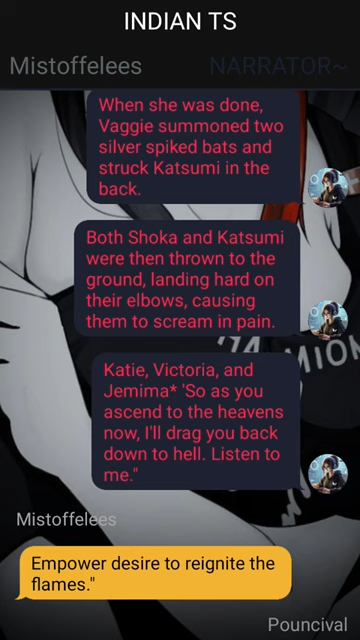 INDIAN TS
Mistoffelees NARRATOR~
When she was done,
Vaggie summoned two
silver spiked bats and
struck Katsumi in the
back.
Both Shoka and Katsumi
were then thrown to the
ground, landing hard on
their elbows, causing
them to scream in pain.
Katie, Victoria, and
Jemima* 'So as you
ascend to the heavens
now, I'll drag you back
down to hell. Listen to
me."
Mistoffelees
Empower desire to reignite the
flames."
Pouncival